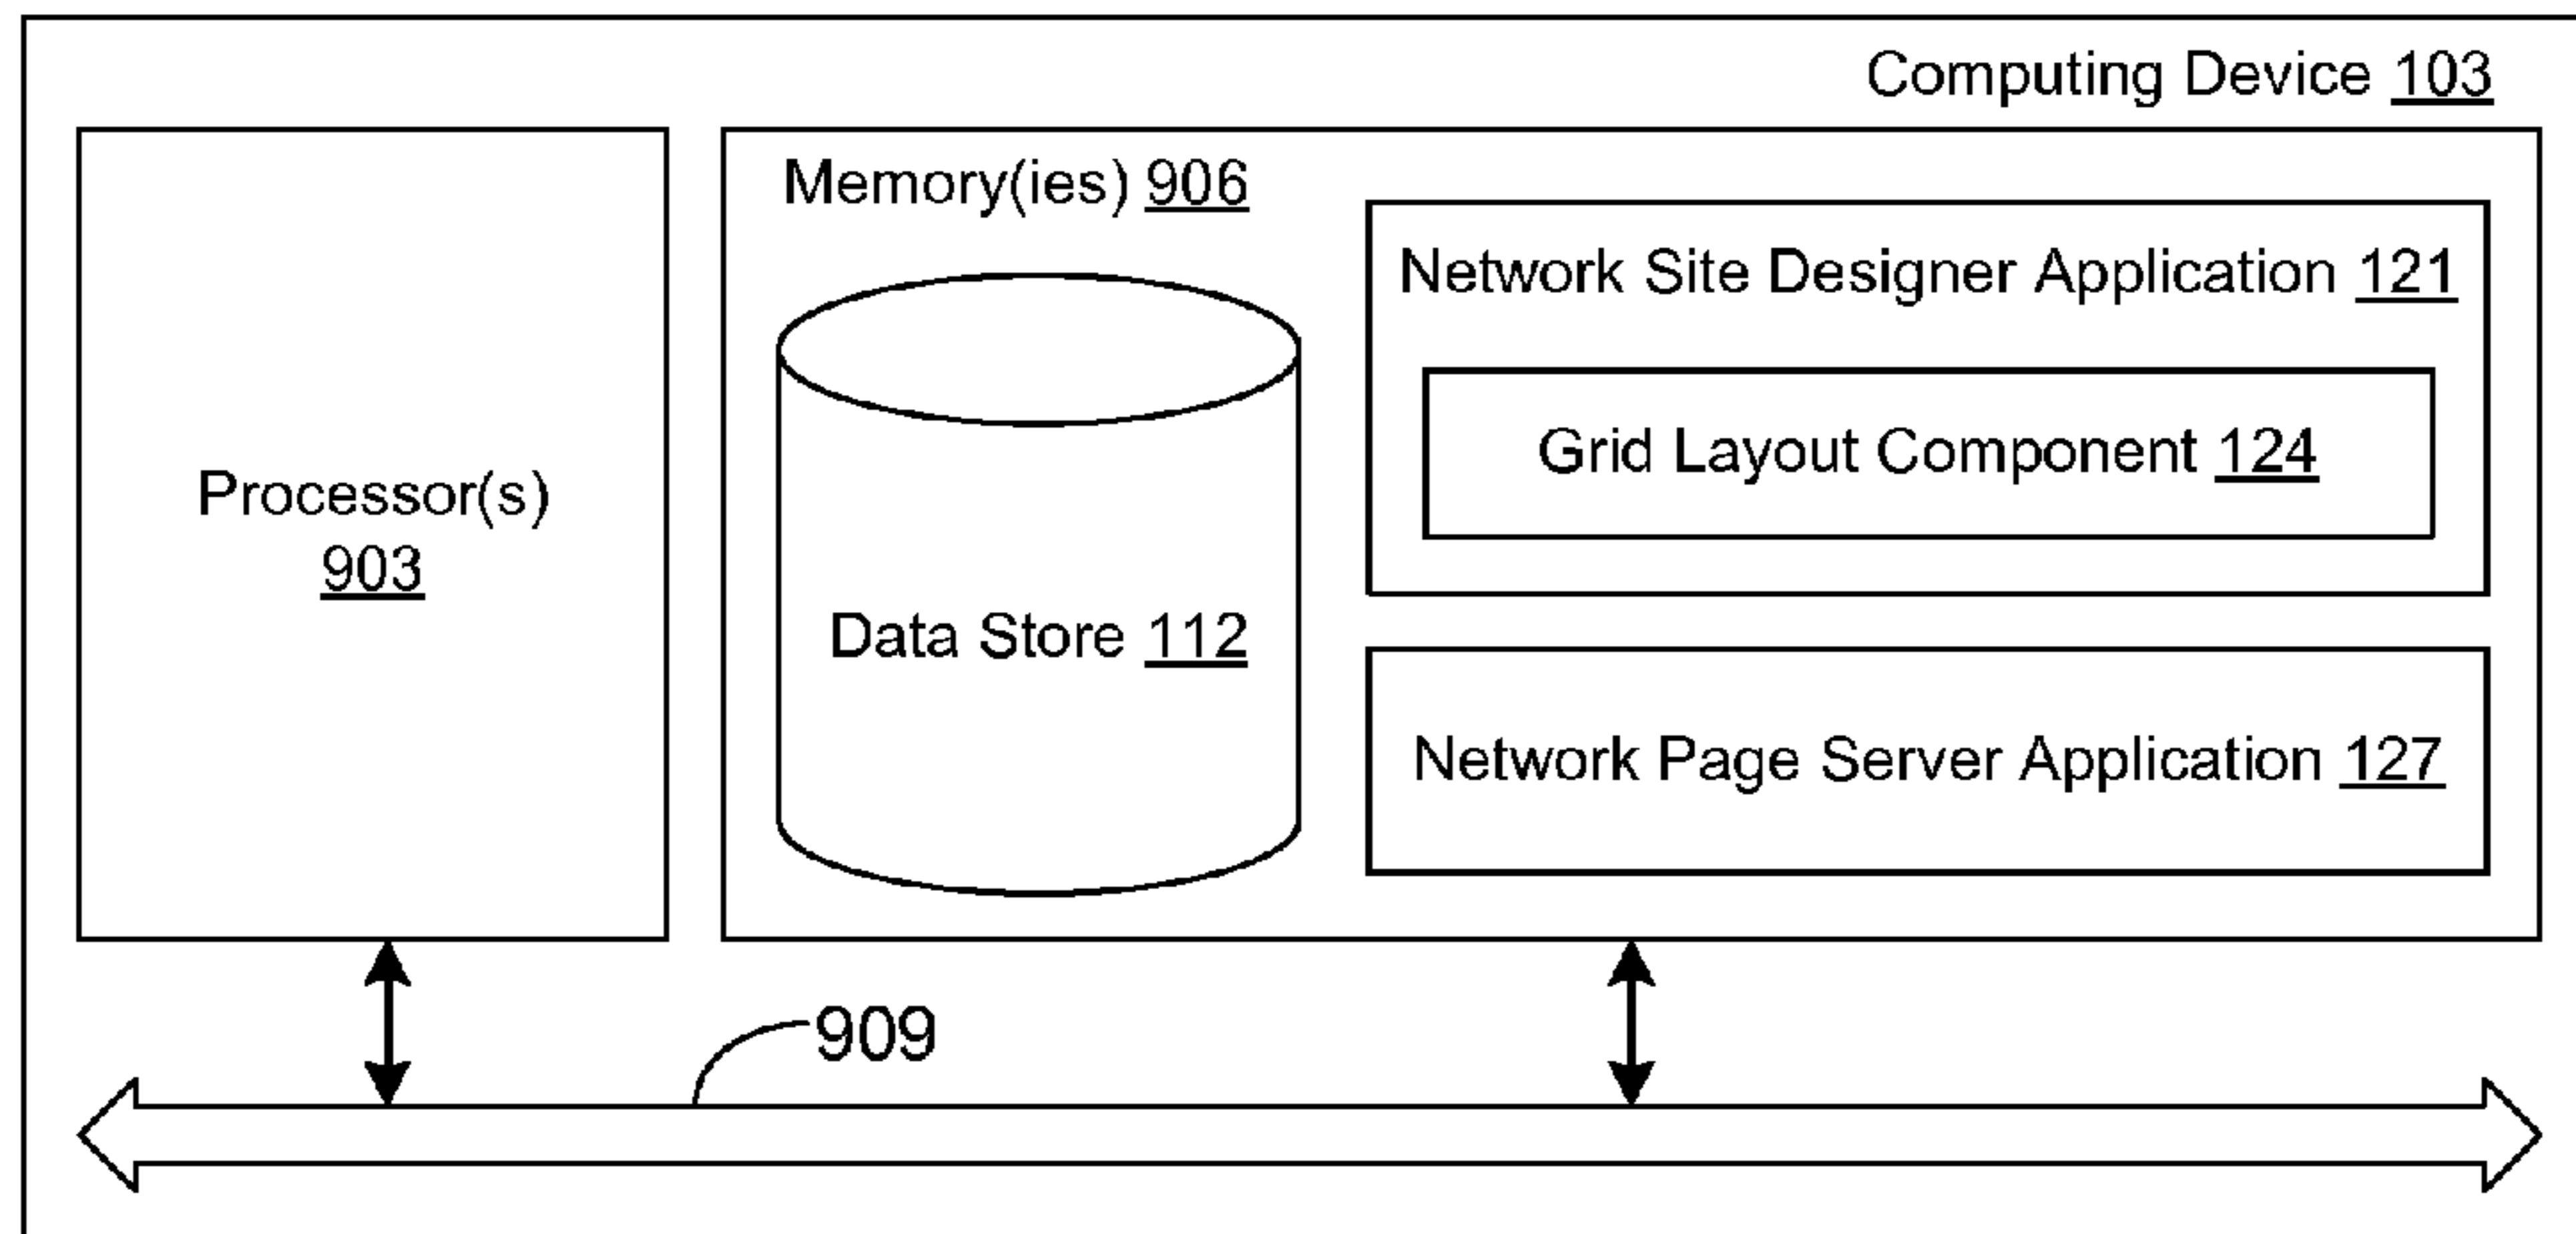 Computing Device 103
Memory(ies) 906
Network Site Designer Application 121
Grid Layout Component 124
Processor(s)
903
Data Store 112
Network Page Server Application 127
909